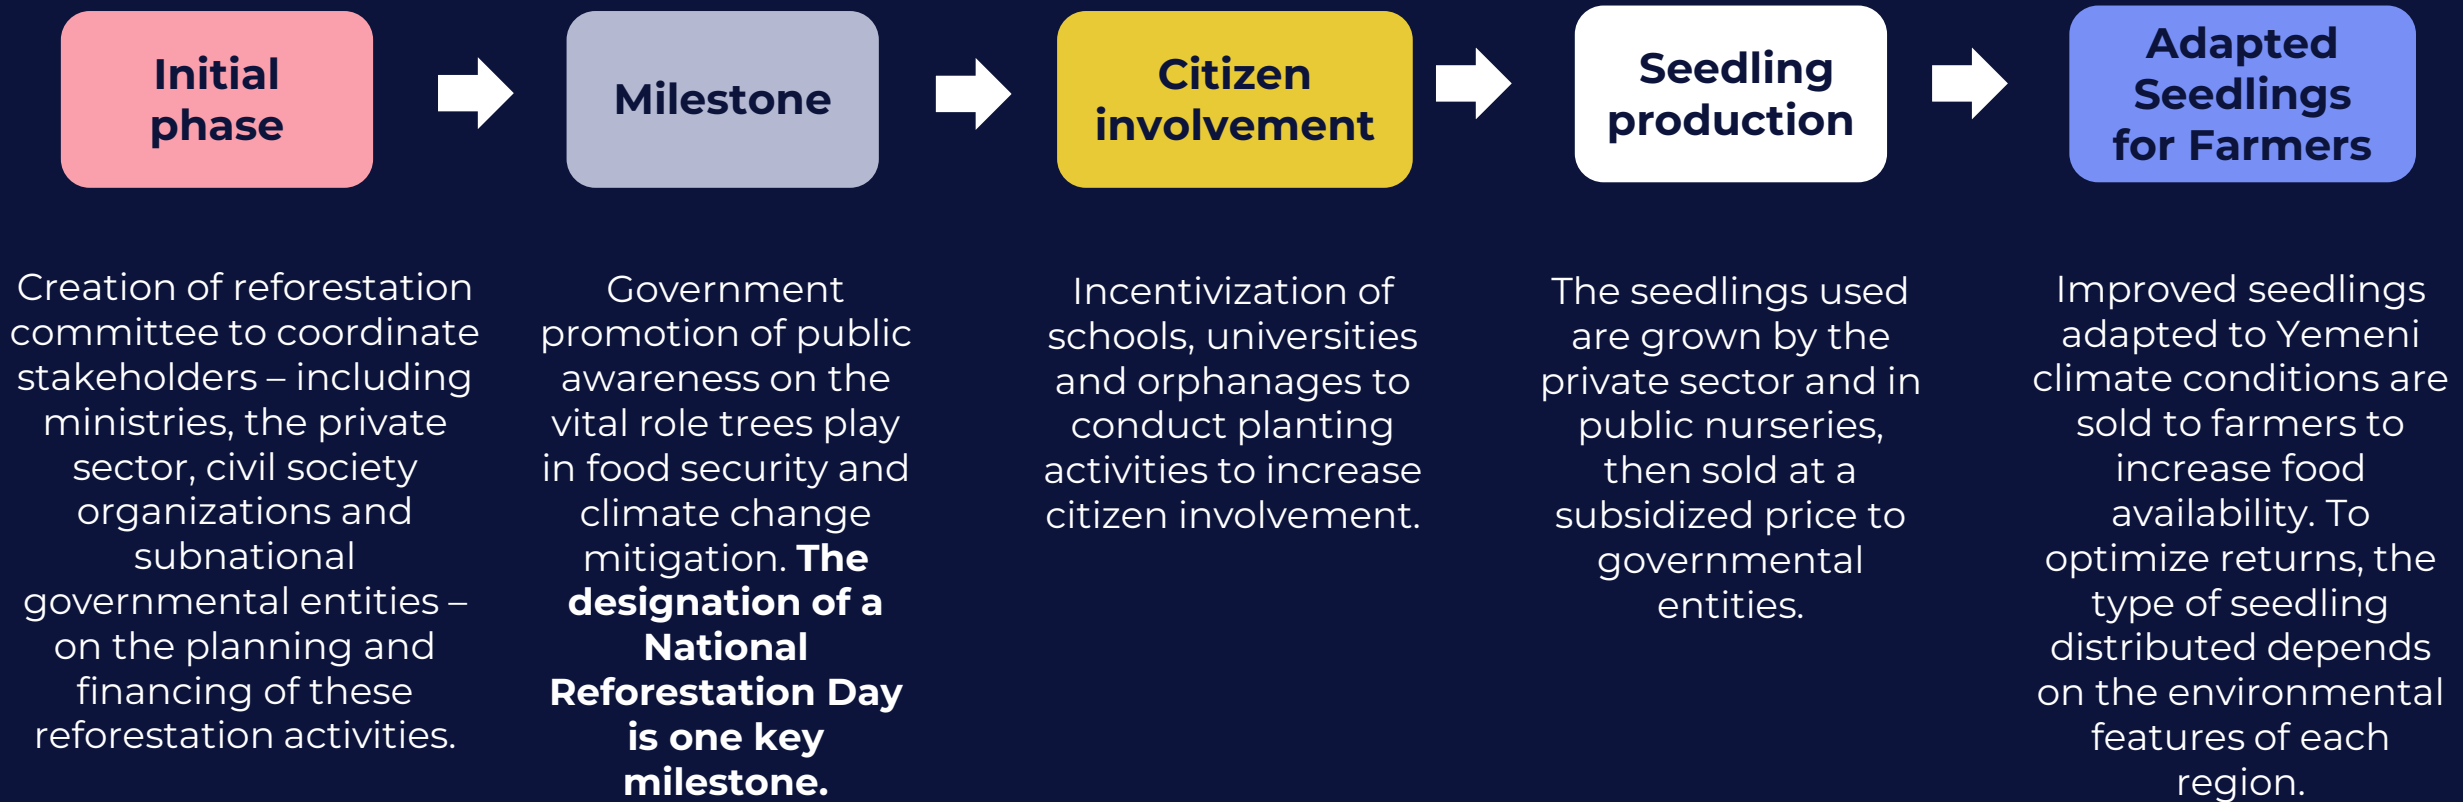 Initial
phase
Milestone
Citizen
involvement
Seedling
production
Adapted
Seedlings
for Farmers
Creation of reforestation
committee to coordinate
stakeholders – including
ministries, the private
sector, civil society
organizations and
subnational
governmental entities –
on the planning and
financing of these
reforestation activities.
Government
promotion of public
awareness on the
vital role trees play
in food security and
climate change
mitigation. The
designation of a
National
Reforestation Day
is one key
milestone.
Incentivization of
schools, universities
and orphanages to
conduct planting
activities to increase
citizen involvement.
The seedlings used
are grown by the
private sector and in
public nurseries,
then sold at a
subsidized price to
governmental
entities.
Improved seedlings
adapted to Yemeni
climate conditions are
sold to farmers to
increase food
availability. To
optimize returns, the
type of seedling
distributed depends
on the environmental
features of each
region.